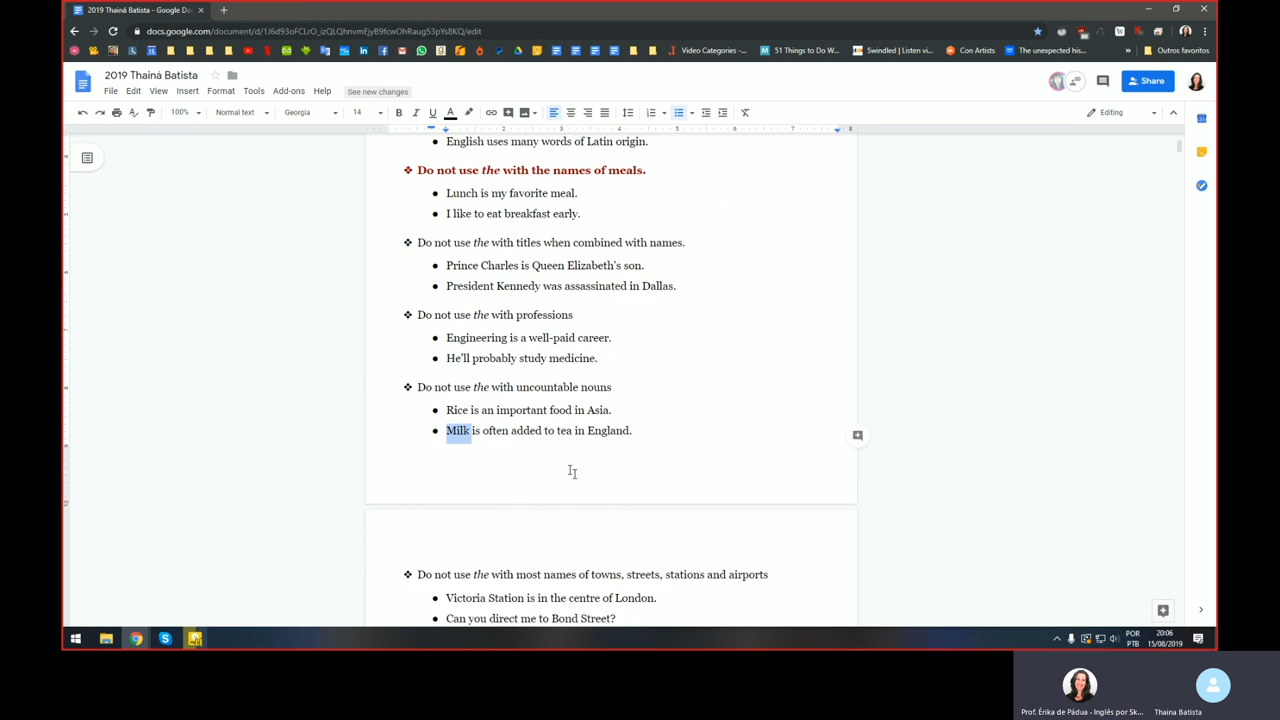 2019 Thainá Batista - Google Do
docs.google.com/document/d/1J6d93oFCLrO_izQLQhnvmEjyB9fcwOhRaug53pYs8KQ/edit
Video Categories -...
51 Things to Do W...
Swindled | Listen vi...
Con Artists
The unexpected his...
»
Outros favoritos
2019 Thainá Batista
File Edit View Insert Format Tools Add-ons Help See new changes
Share
100% Normal text Georgia 14 B I U A Editing
2 3 4 5 6 7 8
• English uses many words of Latin origin.
❖ Do not use the with the names of meals.
• Lunch is my favorite meal.
• I like to eat breakfast early.
❖ Do not use the with titles when combined with names.
• Prince Charles is Queen Elizabeth's son.
• President Kennedy was assassinated in Dallas.
❖ Do not use the with professions
• Engineering is a well-paid career.
• He'll probably study medicine.
❖ Do not use the with uncountable nouns
• Rice is an important food in Asia.
• Milk is often added to tea in England.
❖ Do not use the with most names of towns, streets, stations and airports
• Victoria Station is in the centre of London.
• Can you direct me to Bond Street?
POR 20:06
PTB 15/08/2019
Prof. Érika de Pádua - Inglês por Sk... Thaina Batista